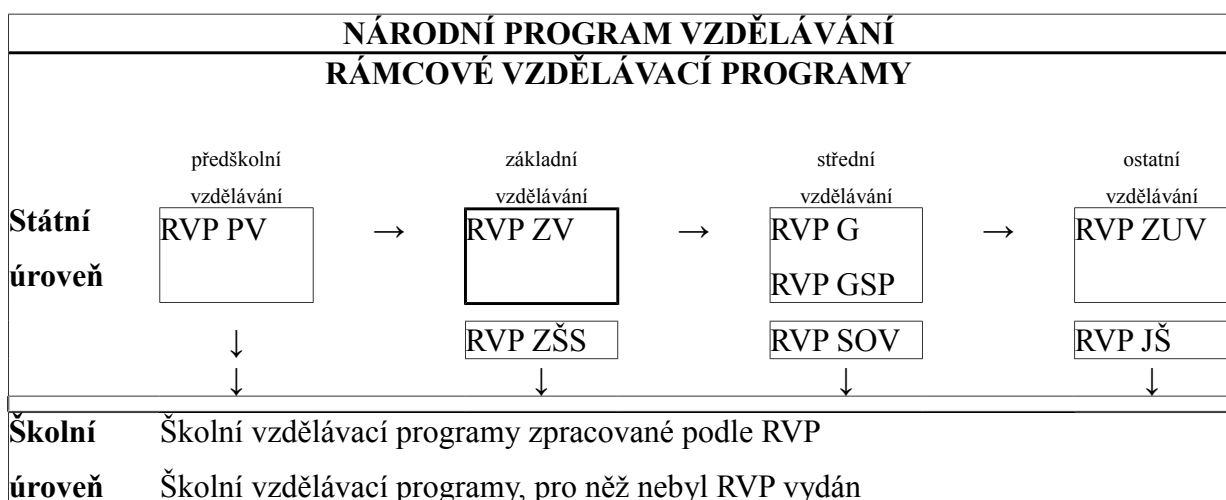 NÁRODNÍ PROGRAM VZDĚLÁVÁNÍ
RÁMCOVÉ VZDĚLÁVACÍ PROGRAMY
předškolní základní střední ostatní
vzdělávání vzdělávání vzdělávání vzdělávání
Státní RVP PV → RVP ZV → RVP G → RVP ZUV
úroveň RVP GSP
↓ RVP ZŠS RVP SOV RVP JŠ
↓ ↓ ↓ ↓
Školní Školní vzdělávací programy zpracované podle RVP
úroveň Školní vzdělávací programy, pro něž nebyl RVP vydán